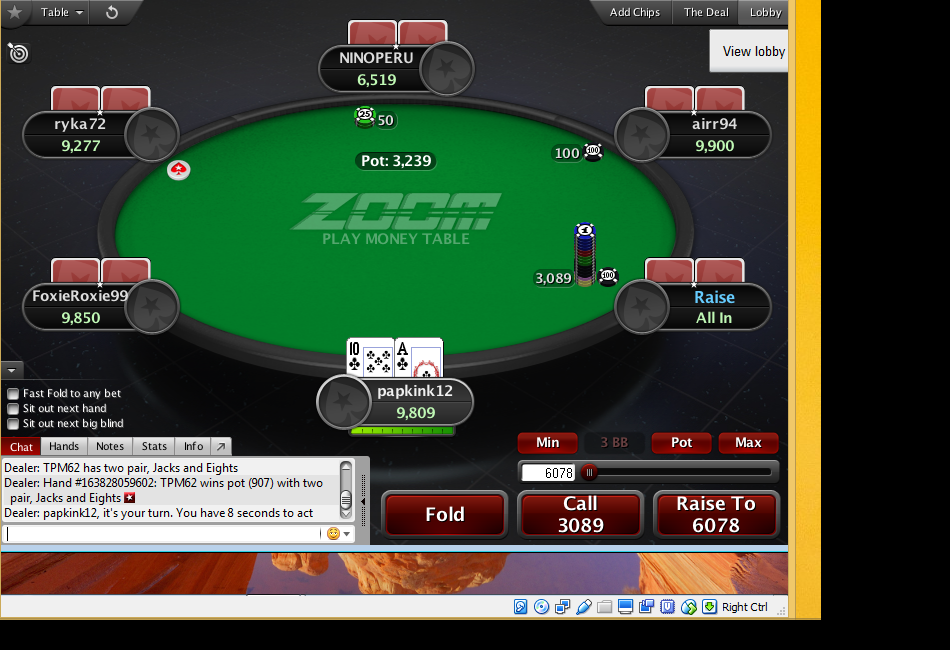 Table
Add Chips
The Deal
Lobby
View lobby
NINOPERU
6,519
ryka72
9,277
airr94
9,900
25
50
100
100
Pot: 3,239
ZOOM
PLAY MONEY TABLE
3,089
100
FoxieRoxie99
9,850
Raise
All In
10
A
papkink12
9,809
Fast Fold to any bet
Sit out next hand
Sit out next big blind
Chat
Hands
Notes
Stats
Info
Dealer: TPM62 has two pair, Jacks and Eights
Dealer: Hand #163828059602: TPM62 wins pot (907) with two
pair, Jacks and Eights
Dealer: papkink12, it's your turn. You have 8 seconds to act
Min
3 BB
Pot
Max
6078
Fold
Call
3089
Raise To
6078
Right Ctrl